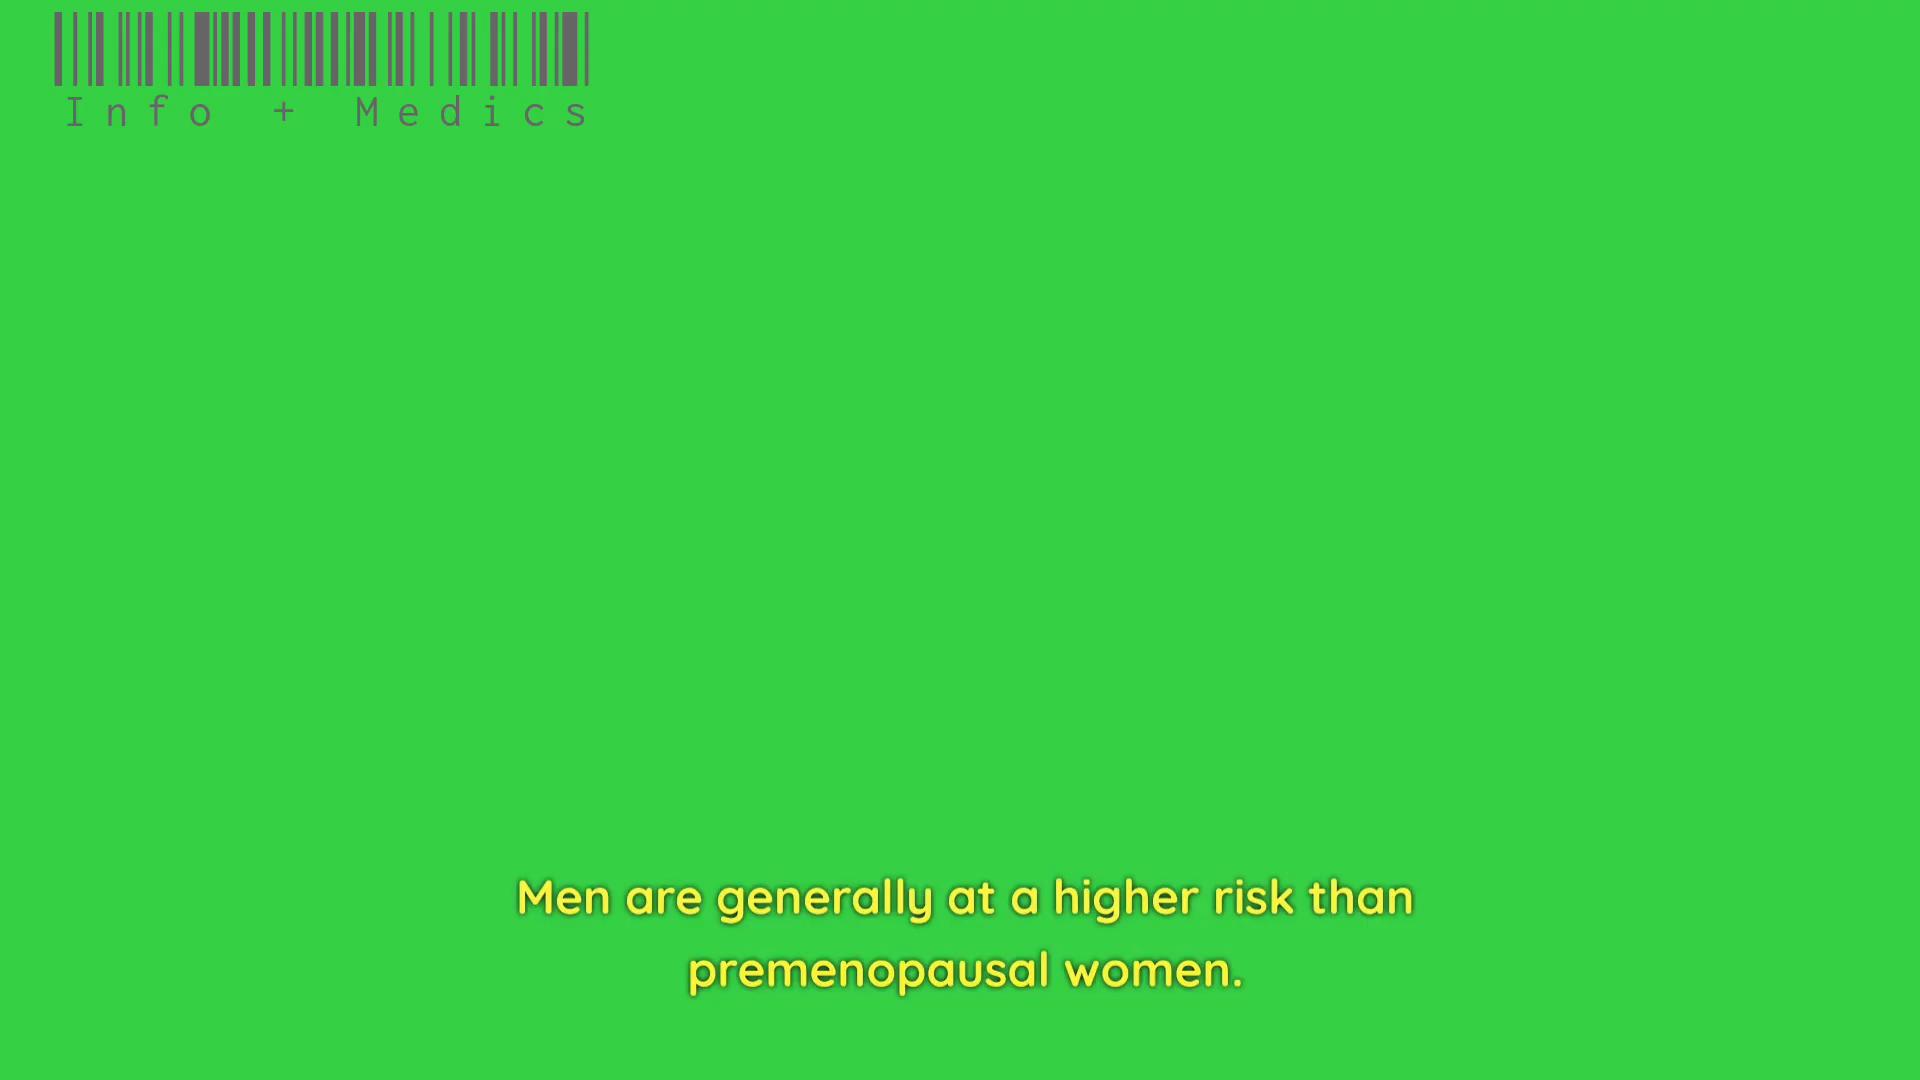 Info + Medics
Men are generally at a higher risk than
premenopausal women.